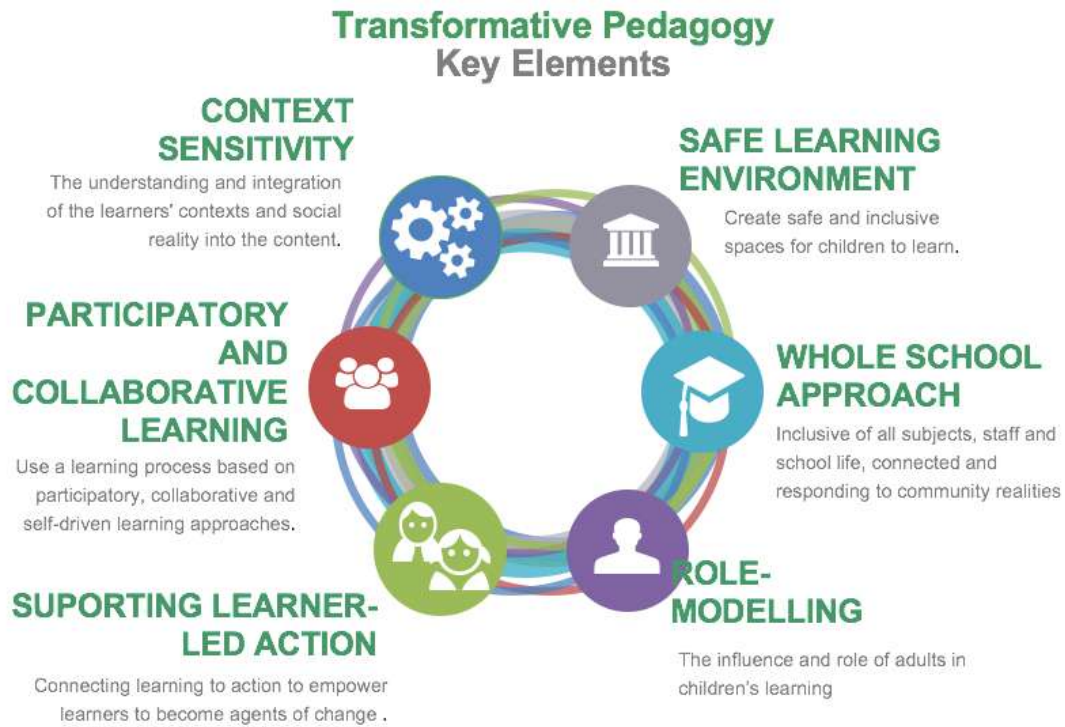 Transformative Pedagogy
Key Elements
CONTEXT
SENSITIVITY
The understanding and integration
of the learners' contexts and social
reality into the content.
SAFE LEARNING
ENVIRONMENT
Create safe and inclusive
spaces for children to learn.
PARTICIPATORY
AND
COLLABORATIVE
LEARNING
Use a learning process based on
participatory, collaborative and
self-driven learning approaches.
WHOLE SCHOOL
APPROACH
Inclusive of all subjects, staff and
school life, connected and
responding to community realities
SUPORTING LEARNER-
LED ACTION
Connecting learning to action to empower
learners to become agents of change .
ROLE-
MODELLING
The influence and role of adults in
children's learning